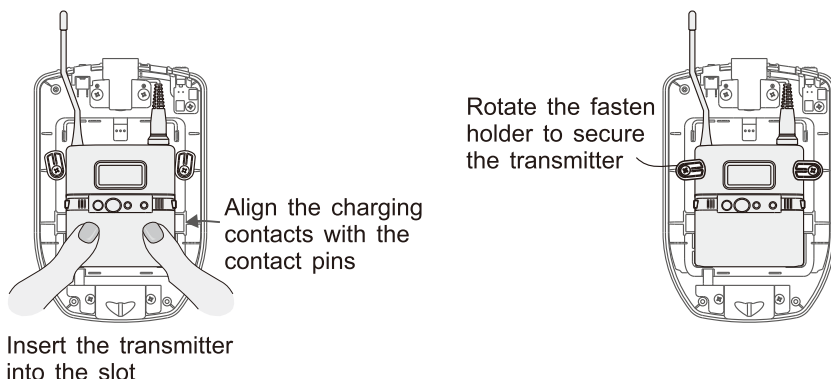 Align the charging
contacts with the
contact pins
Insert the transmitter
into the slot
Rotate the fasten
holder to secure
the transmitter